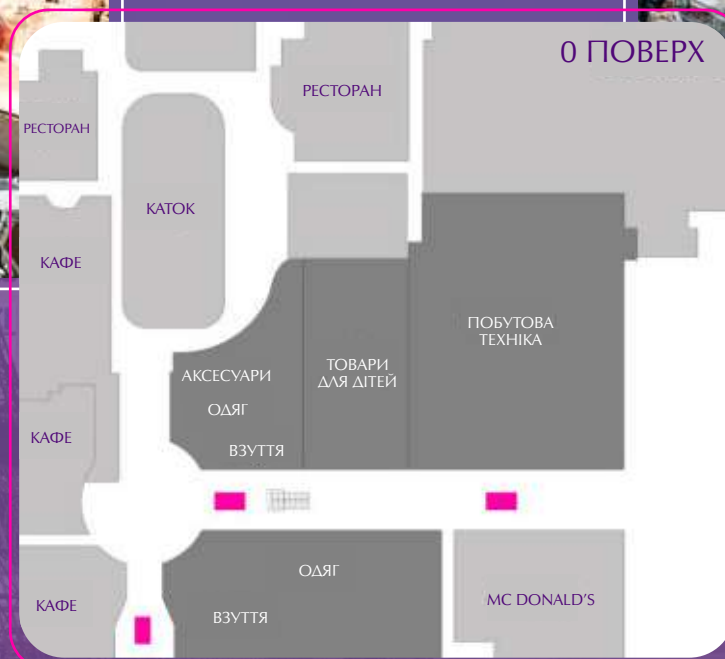 0 ПОВЕРХ
РЕСТОРАН
РЕСТОРАН
КАТОК
КАФЕ
ПОБУТОВА
ТЕХНІКА
АКСЕСУАРИ
ТОВАРИ
ДЛЯ ДІТЕЙ
ОДЯГ
КАФЕ
ВЗУТТЯ
ОДЯГ
КАФЕ
ВЗУТТЯ
MC DONALD'S